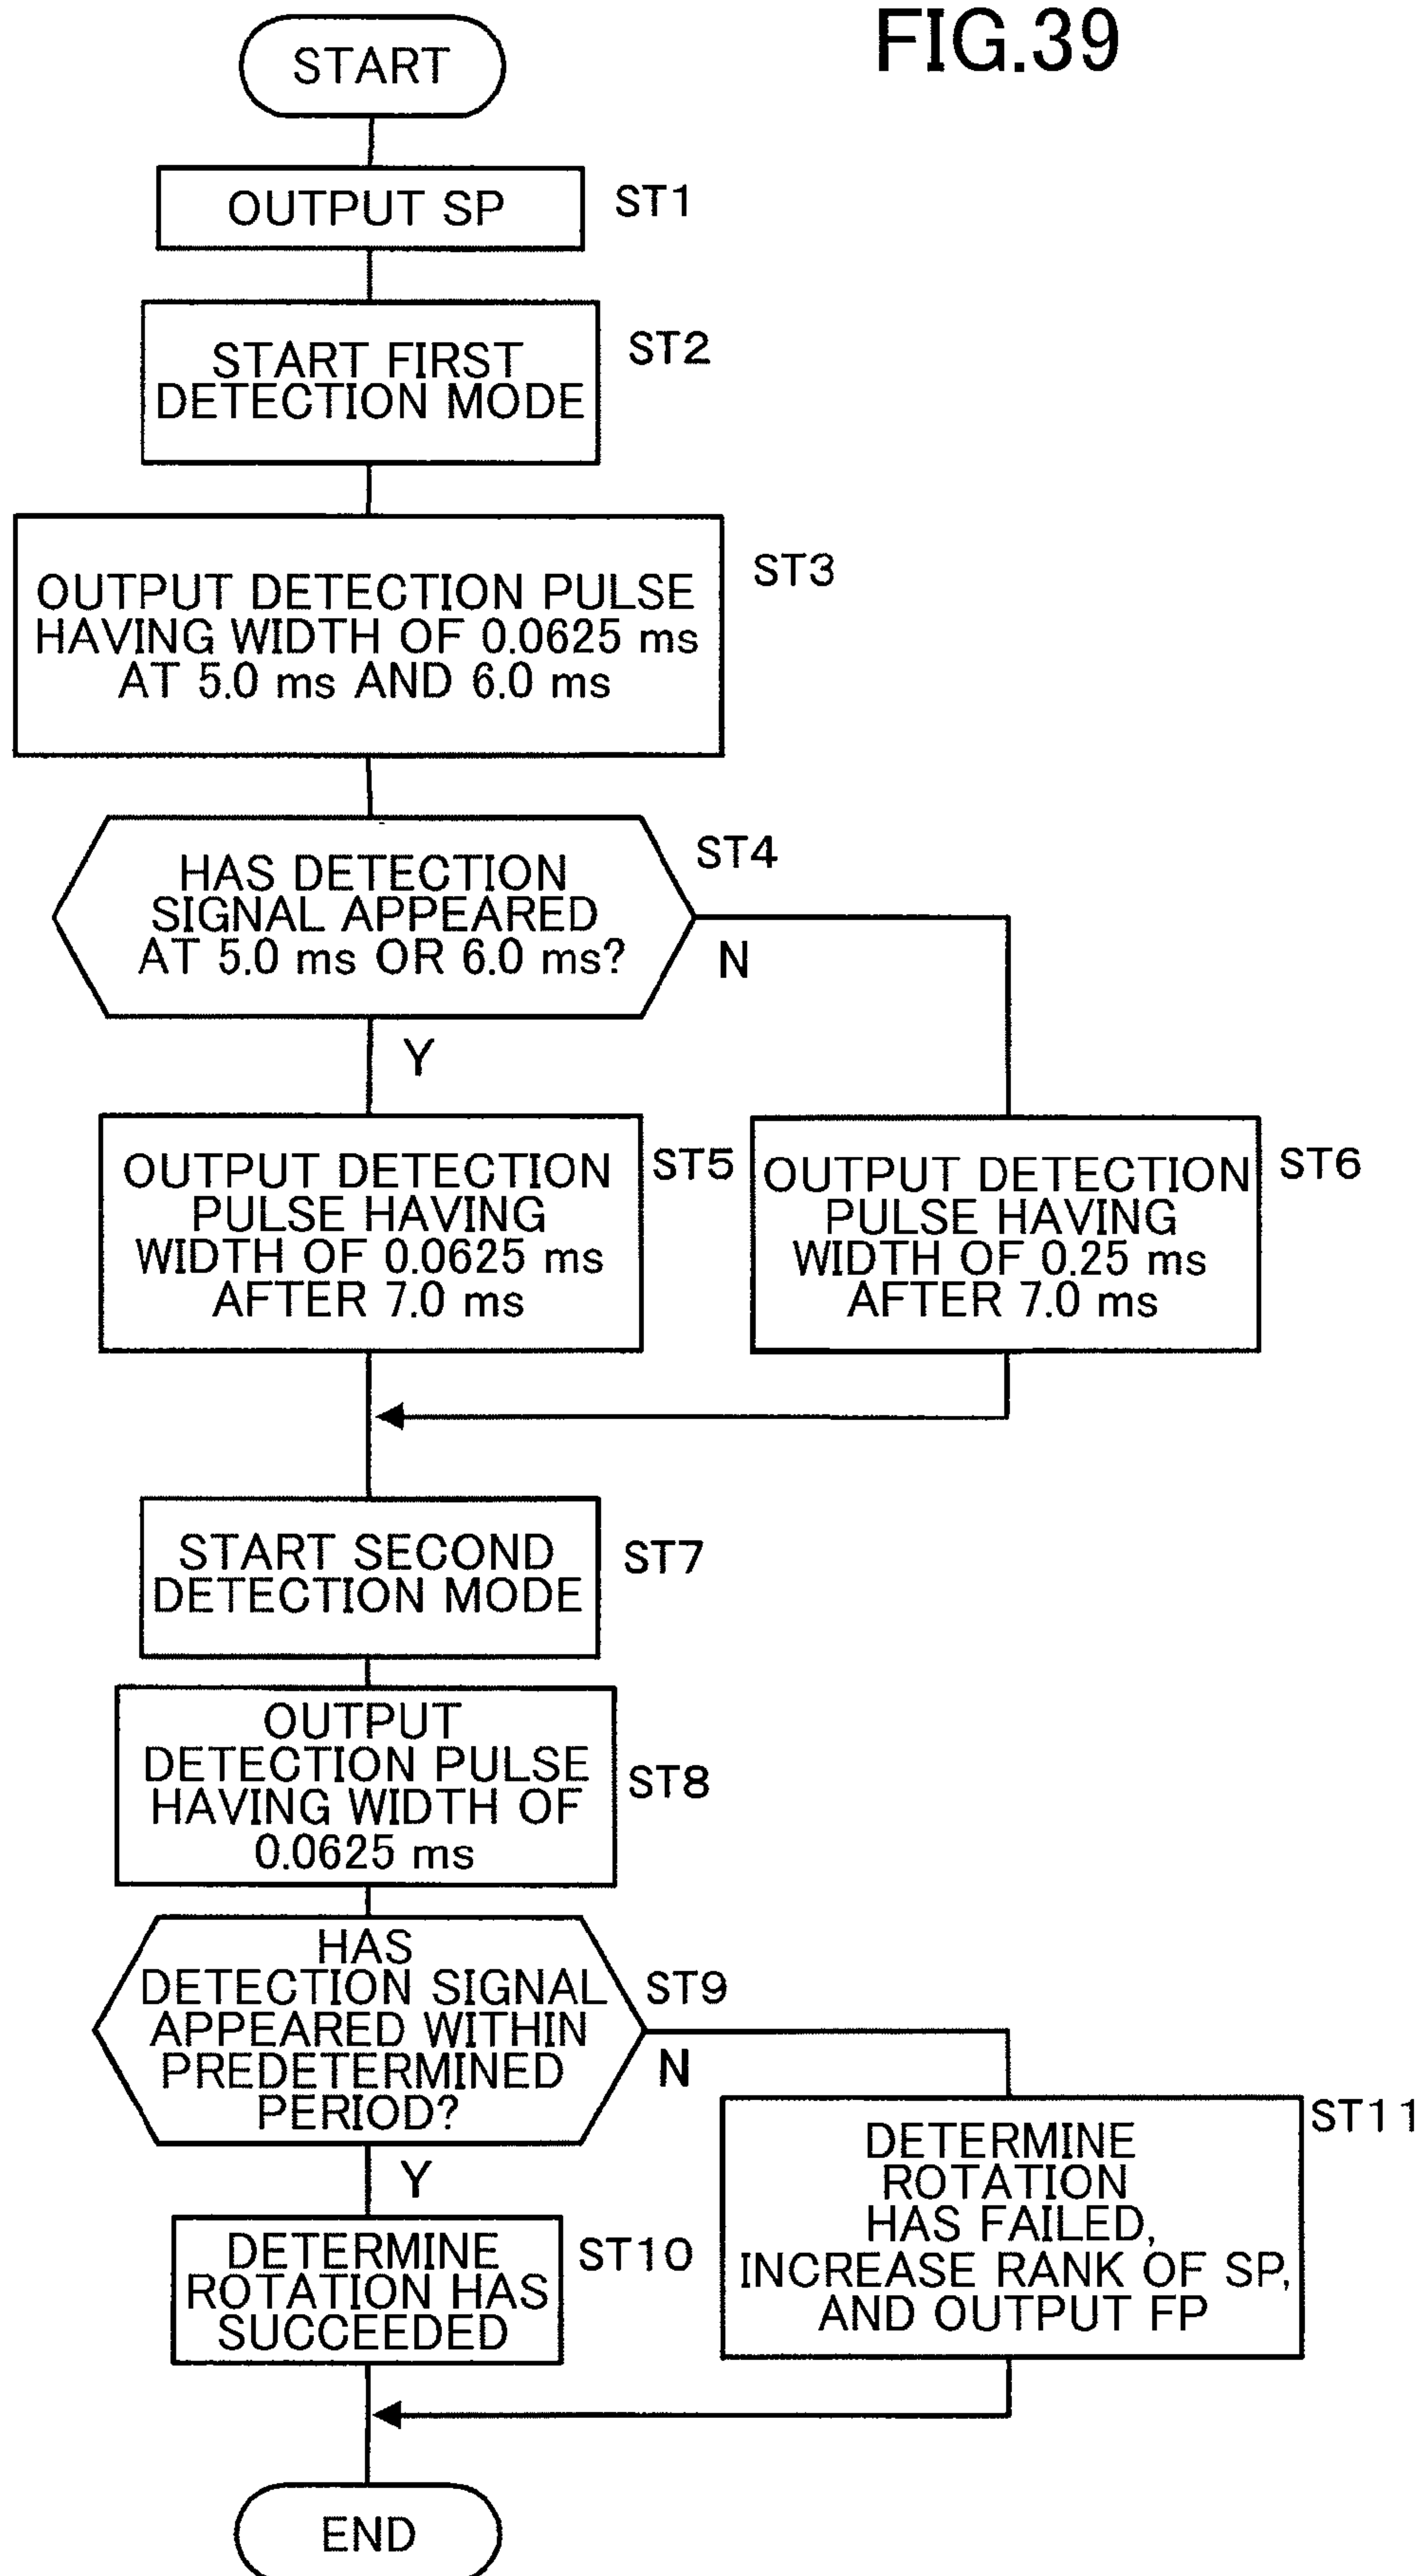 FIG.39
START
OUTPUT SP
ST1
START FIRST
DETECTION MODE
ST2
OUTPUT DETECTION PULSE
HAVING WIDTH OF 0.0625 ms
AT 5.0 ms AND 6.0 ms
ST3
HAS DETECTION
SIGNAL APPEARED
AT 5.0 ms OR 6.0 ms?
ST4
N
Y
OUTPUT DETECTION
PULSE HAVING
WIDTH OF 0.0625 ms
AFTER 7.0 ms
ST5
OUTPUT DETECTION
PULSE HAVING
WIDTH OF 0.25 ms
AFTER 7.0 ms
ST6
START SECOND
DETECTION MODE
ST7
OUTPUT
DETECTION PULSE
HAVING WIDTH OF
0.0625 ms
ST8
HAS
DETECTION SIGNAL
APPEARED WITHIN
PREDETERMINED
PERIOD?
ST9
N
Y
DETERMINE
ROTATION HAS
SUCCEEDED
ST10
DETERMINE
ROTATION
HAS FAILED,
INCREASE RANK OF SP,
AND OUTPUT FP
ST11
END